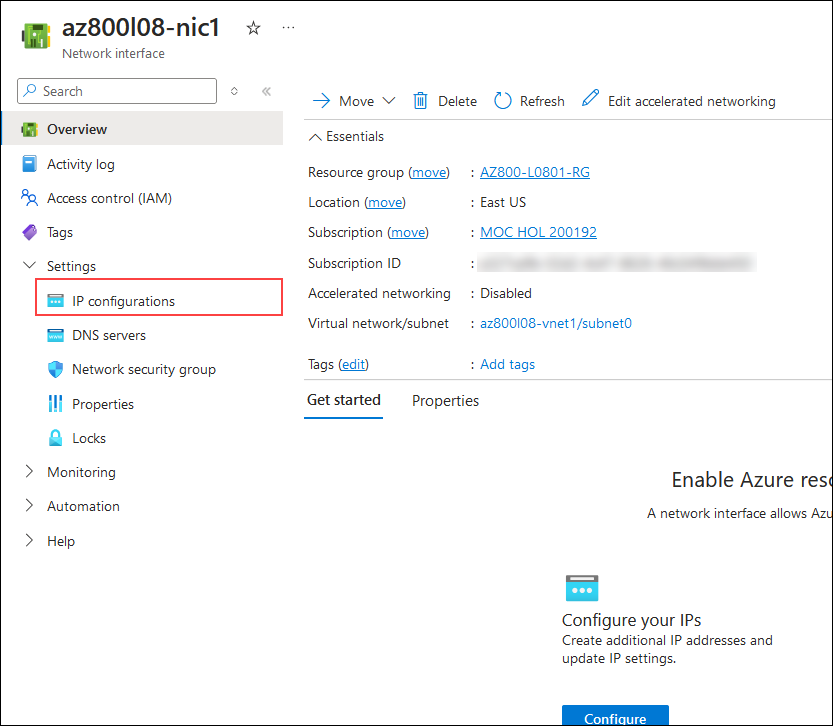 az800l08-nic1
Network interface
Search
Overview
Activity log
Access control (IAM)
Tags
Settings
IP configurations
DNS servers
Network security group
Properties
Locks
Monitoring
Automation
Help
Move Delete Refresh Edit accelerated networking
Essentials
Resource group (move) : AZ800-L0801-RG
Location (move) : East US
Subscription (move) : MOC HOL 200192
Subscription ID :
Accelerated networking : Disabled
Virtual network/subnet : az800l08-vnet1/subnet0
Tags (edit) : Add tags
Get started Properties
Enable Azure reso
A network interface allows Azu
Configure your IPs
Create additional IP addresses and
update IP settings.
Configure